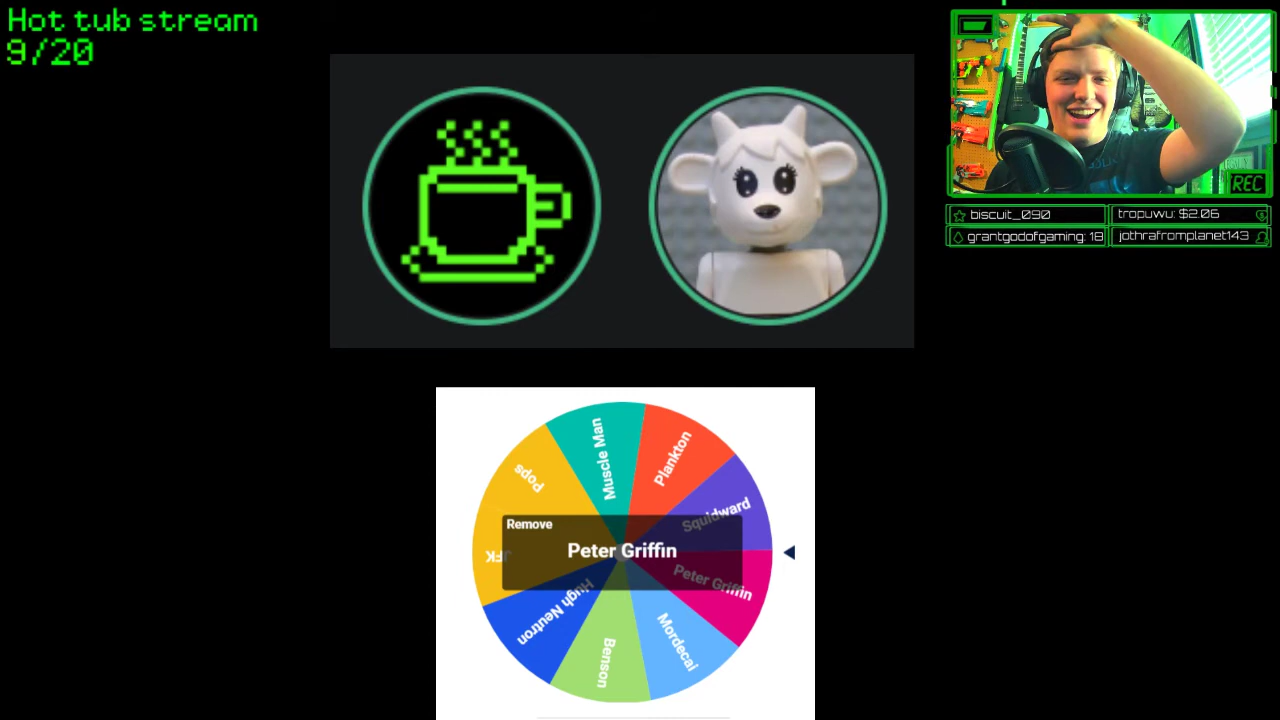 Hot tub stream
9/20
REC
biscuit_090
tropuwu: $2.06
grantgodofgaming: 18
jothrafromplanet143
Muscle Man
Plankton
Pops
Squidward
Remove
Peter Griffin
JFK
Peter Griffin
Hugh Neutron
Mordecai
Benson